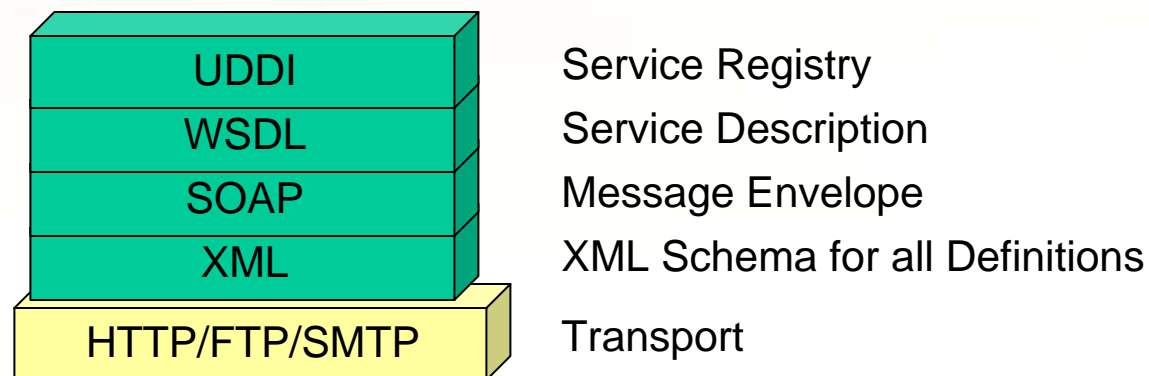 UDDI Service Registry
WSDL Service Description
SOAP Message Envelope
XML XML Schema for all Definitions
HTTP/FTP/SMTP Transport